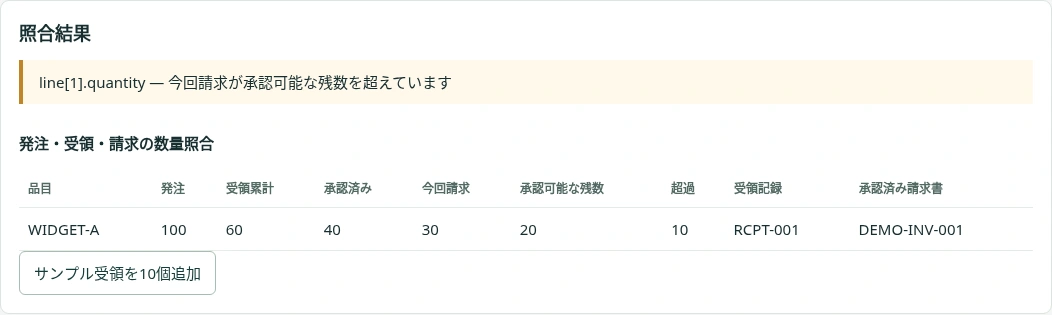 照合結果
line[1].quantity — 今回請求が承認可能な残数を超えています
発注・受領・請求の数量照合
品目 発注 受領累計 承認済み 今回請求 承認可能な残数 超過 受領記録 承認済み請求書
WIDGET-A 100 60 40 30 20 10 RCPT-001 DEMO-INV-001
サンプル受領を10個追加